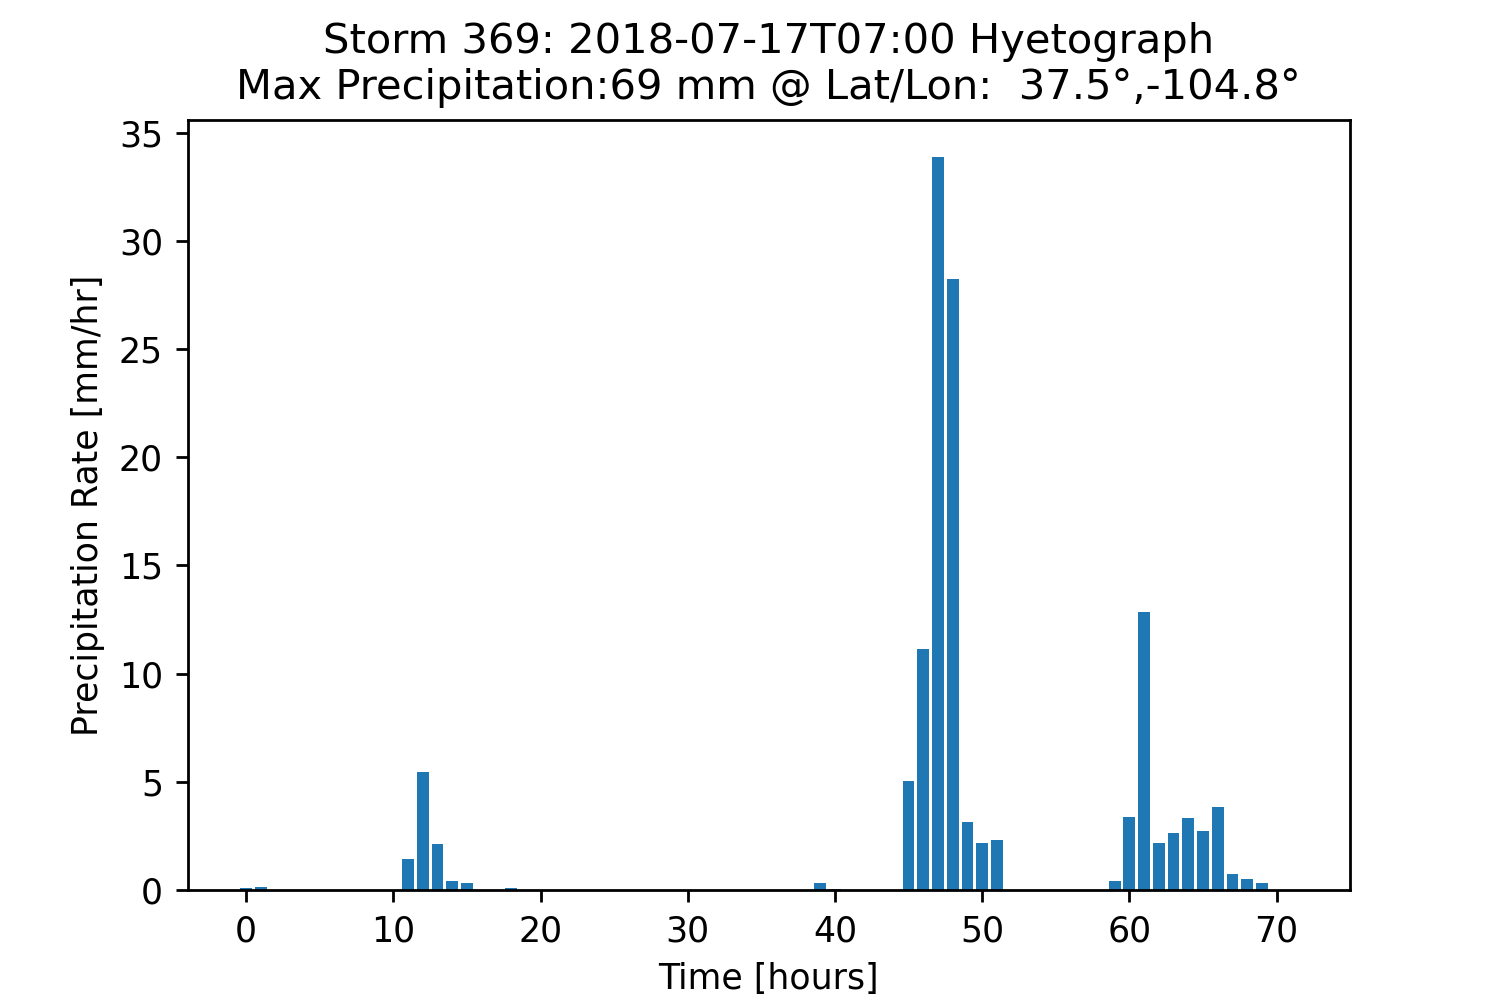 Storm 369: 2018-07-17T07:00 Hyetograph
Max Precipitation:69 mm @ Lat/Lon:  37.5°,-104.8°
35
30
25
20
15
10
5
0
Precipitation Rate [mm/hr]
0 10 20 30 40 50 60 70
Time [hours]